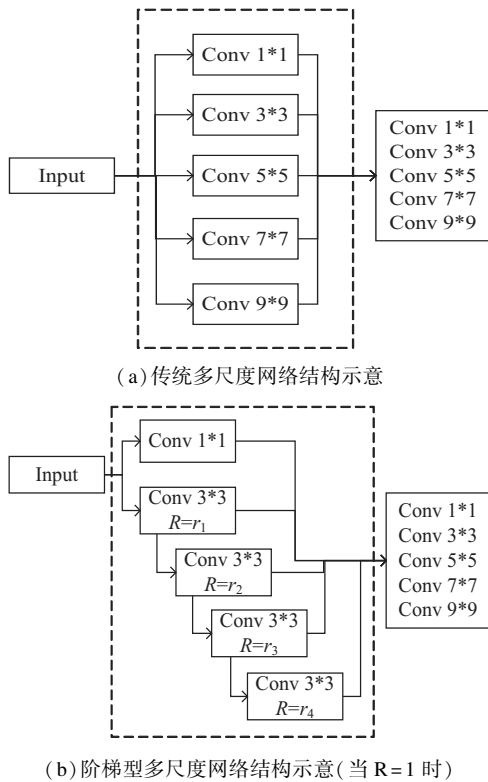 Conv 1*1
Conv 3*3
Input
Conv 5*5
Conv 7*7
Conv 9*9
Conv 1*1
Conv 3*3
Conv 5*5
Conv 7*7
Conv 9*9
(a)传统多尺度网络结构示意
Input
Conv 1*1
Conv 3*3
R=r₁
Conv 3*3
R=r₂
Conv 3*3
R=r₃
Conv 3*3
R=r₄
Conv 1*1
Conv 3*3
Conv 5*5
Conv 7*7
Conv 9*9
(b)阶梯型多尺度网络结构示意(当 R=1 时)